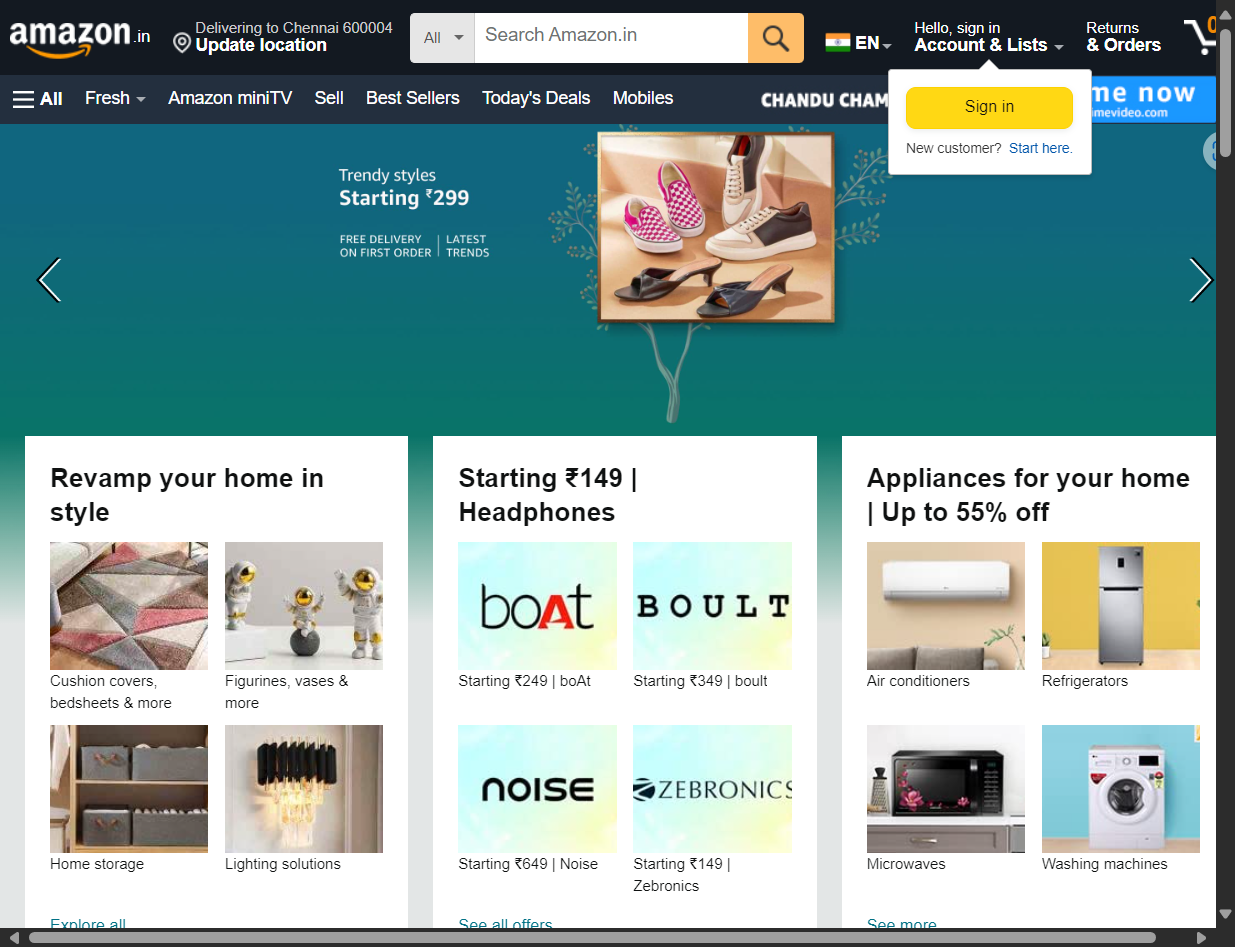 amazon.in
Delivering to Chennai 600004
Update location
All
Search Amazon.in
EN
Hello, sign in
Account & Lists
Returns
& Orders
0
All
Fresh
Amazon miniTV
Sell
Best Sellers
Today's Deals
Mobiles
CHANDU CHAM
me now
imevideo.com
Sign in
New customer? Start here.
Trendy styles
Starting ₹299
FREE DELIVERY
ON FIRST ORDER
LATEST
TRENDS
Revamp your home in
style
Cushion covers,
bedsheets & more
Figurines, vases &
more
Home storage
Lighting solutions
Explore all
Starting ₹149 |
Headphones
boAt
BOULT
Starting ₹249 | boAt
Starting ₹349 | boult
NOISE
ZEBRONICS
Starting ₹649 | Noise
Starting ₹149 |
Zebronics
See all offers
Appliances for your home
| Up to 55% off
Air conditioners
Refrigerators
Microwaves
Washing machines
See more